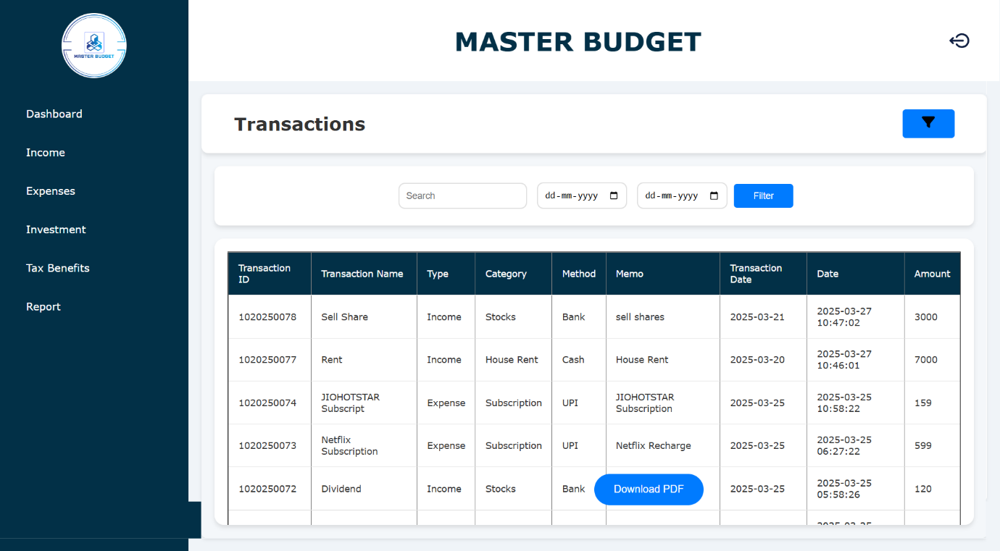 MASTER BUDGET
MASTER BUDGET
Dashboard
Income
Expenses
Investment
Tax Benefits
Report
Transactions
Search
dd-mm-yyyy
dd-mm-yyyy
Filter
Transaction ID Transaction Name Type Category Method Memo Transaction Date Date Amount
1020250078 Sell Share Income Stocks Bank sell shares 2025-03-21 2025-03-27 10:47:02 3000
1020250077 Rent Income House Rent Cash House Rent 2025-03-20 2025-03-27 10:46:01 7000
1020250074 JIOHOTSTAR Subscript Expense Subscription UPI JIOHOTSTAR Subscription 2025-03-25 2025-03-25 10:58:22 159
1020250073 Netflix Subscription Expense Subscription UPI Netflix Recharge 2025-03-25 2025-03-25 06:27:22 599
1020250072 Dividend Income Stocks Bank 2025-03-25 2025-03-25 05:58:26 120
Download PDF